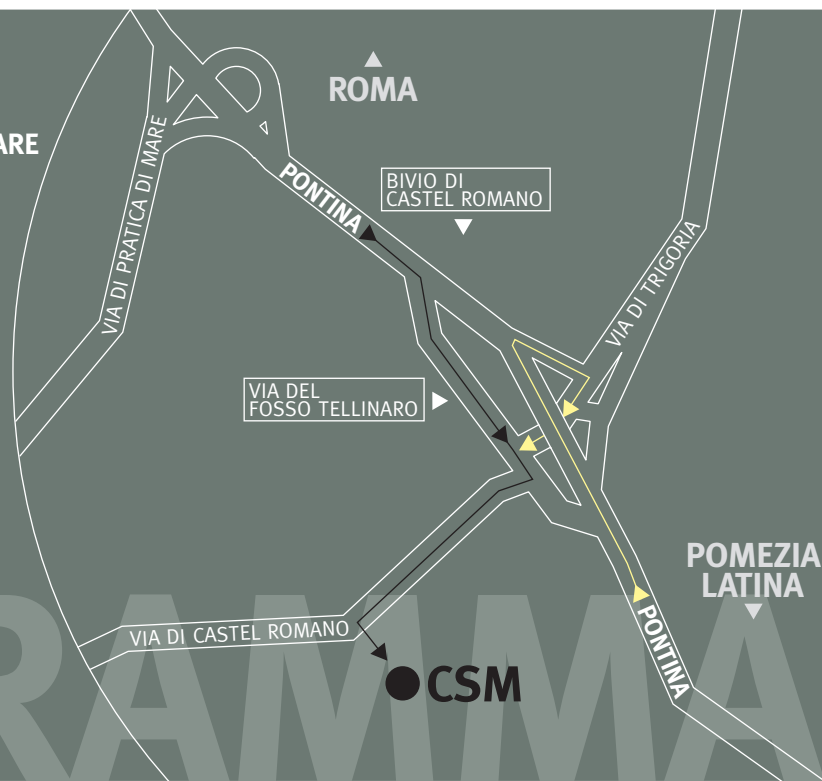 ROMA
ARE
BIVIO DI
CASTEL ROMANO
PONTINA
VIA DI PRATICA DI MARE
VIA DI TRIGORIA
VIA DEL
FOSSO TELLINARO
POMEZIA
LATINA
RAMMA
PONTINA
VIA DI CASTEL ROMANO
CSM